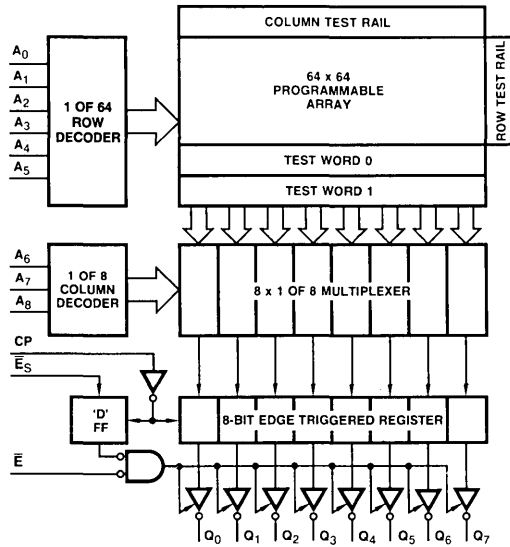 COLUMN TEST RAIL
A0
A1
A2
A3
A4
A5
1 OF 64
ROW
DECODER
64 x 64
PROGRAMMABLE
ARRAY
ROW TEST RAIL
TEST WORD 0
TEST WORD 1
A6
A7
A8
1 OF 8
COLUMN
DECODER
8 x 1 OF 8 MULTIPLEXER
CP
E̅S
'D'
FF
8-BIT EDGE TRIGGERED REGISTER
E̅
Q0 Q1 Q2 Q3 Q4 Q5 Q6 Q7